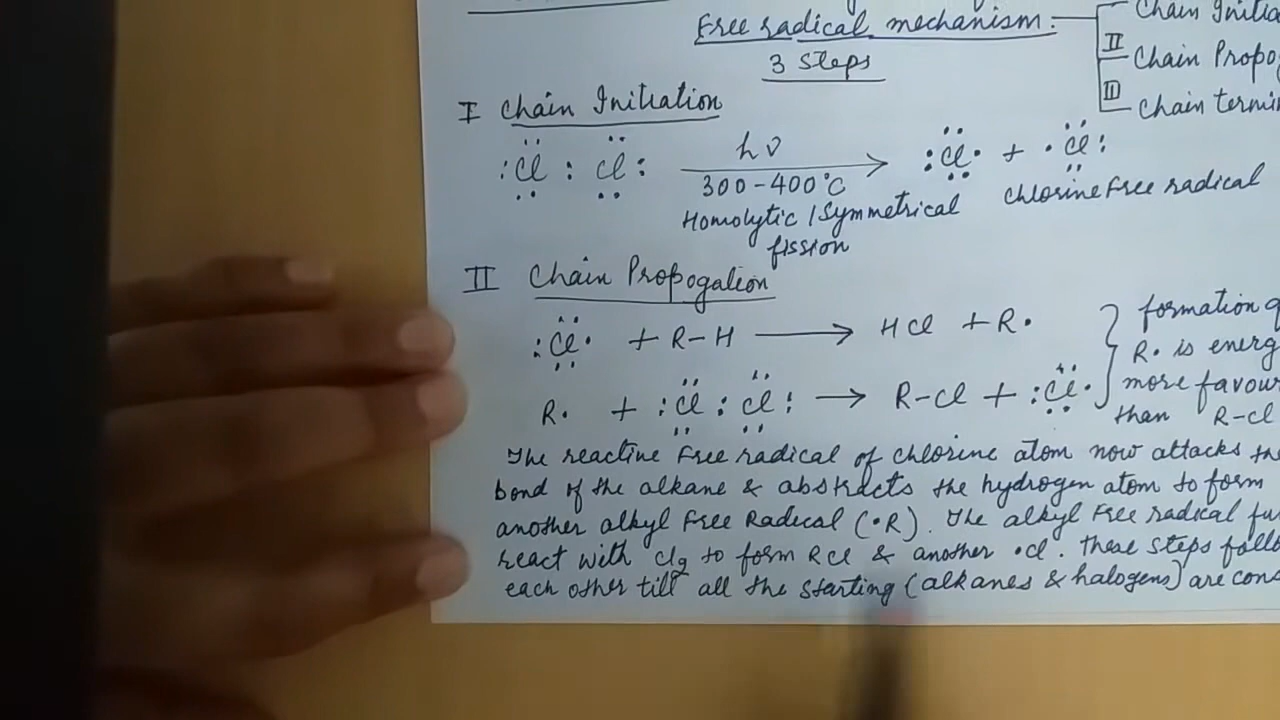 Free radical mechanism:
3 Steps
Chain Initia
II Chain Propo
III Chain termi
I Chain Initiation
:Cl : Cl: hν 300-400°C :Cl· + ·Cl:
Homolytic / Symmetrical fission
Chlorine Free radical
II Chain Propogation
:Cl· + R-H → HCl + R·
R· + :Cl : Cl: → R-Cl + :Cl·
formation o
R· is energ
more favou
than R-Cl
The reactive Free radical of chlorine atom now attacks the
bond of the alkane & abstracts the hydrogen atom to form
another alkyl Free Radical (·R). The alkyl Free radical fu
react with Cl2 to form RCl & another ·Cl. These steps follo
each other till all the starting (alkanes & halogens) are cons